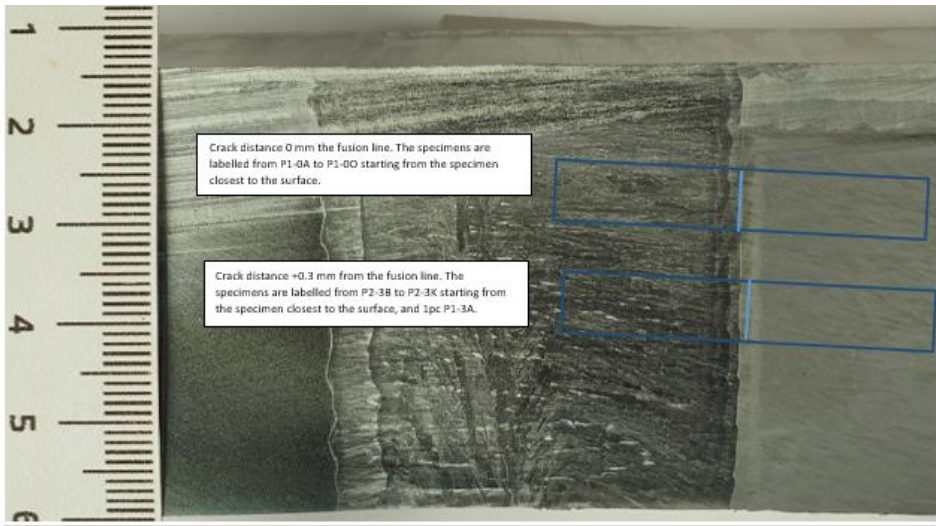 1
2
3
4
5
6
Crack distance 0 mm the fusion line. The specimens are
labelled from P1-0A to P1-0O starting from the specimen
closest to the surface.
Crack distance +0.3 mm from the fusion line. The
specimens are labelled from P2-3B to P2-3K starting from
the specimen closest to the surface, and 1pc P1-3A.